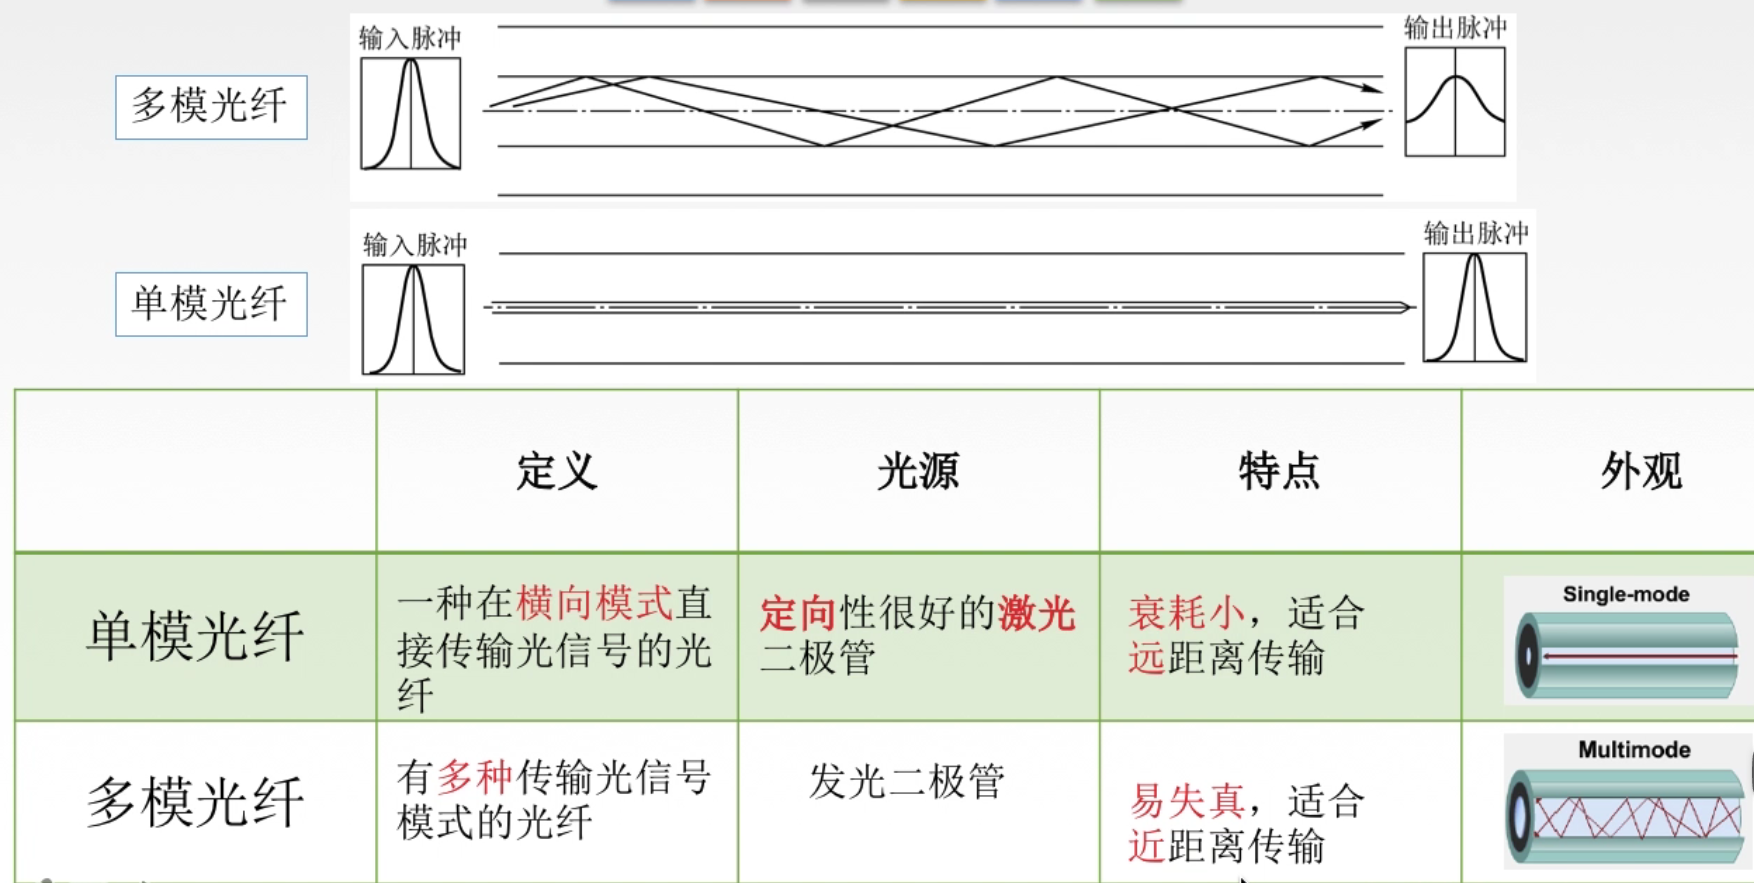 输入脉冲
输出脉冲
多模光纤
输入脉冲
输出脉冲
单模光纤
定义
光源
特点
外观
单模光纤
一种在横向模式直
接传输光信号的光
纤
定向性很好的激光
二极管
衰耗小，适合
远距离传输
Single-mode
多模光纤
有多种传输光信号
模式的光纤
发光二极管
易失真，适合
近距离传输
Multimode